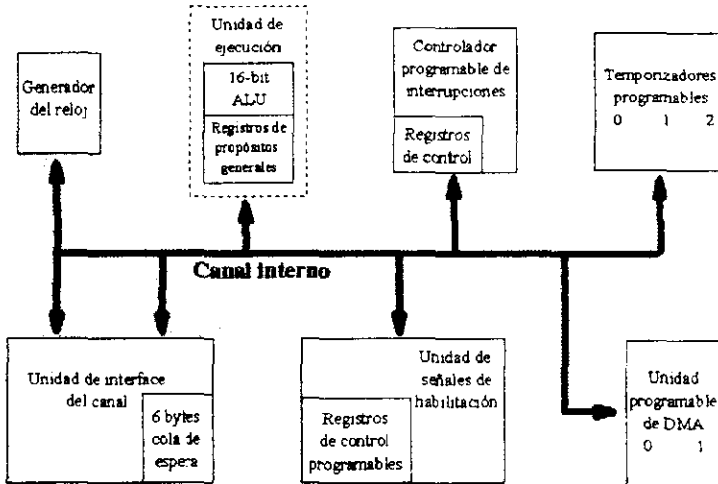 Generador
del reloj
Unidad de
ejecución
16-bit
ALU
Registros de
propósitos
generales
Controlador
programable de
interrupciones
Registros
de control
Temporizadores
programables
0 1 2
Canal interno
Unidad de interface
del canal
6 bytes
cola de
espera
Unidad de
señales de
habilitación
Registros
de control
programables
Unidad
programable
de DMA
0 1